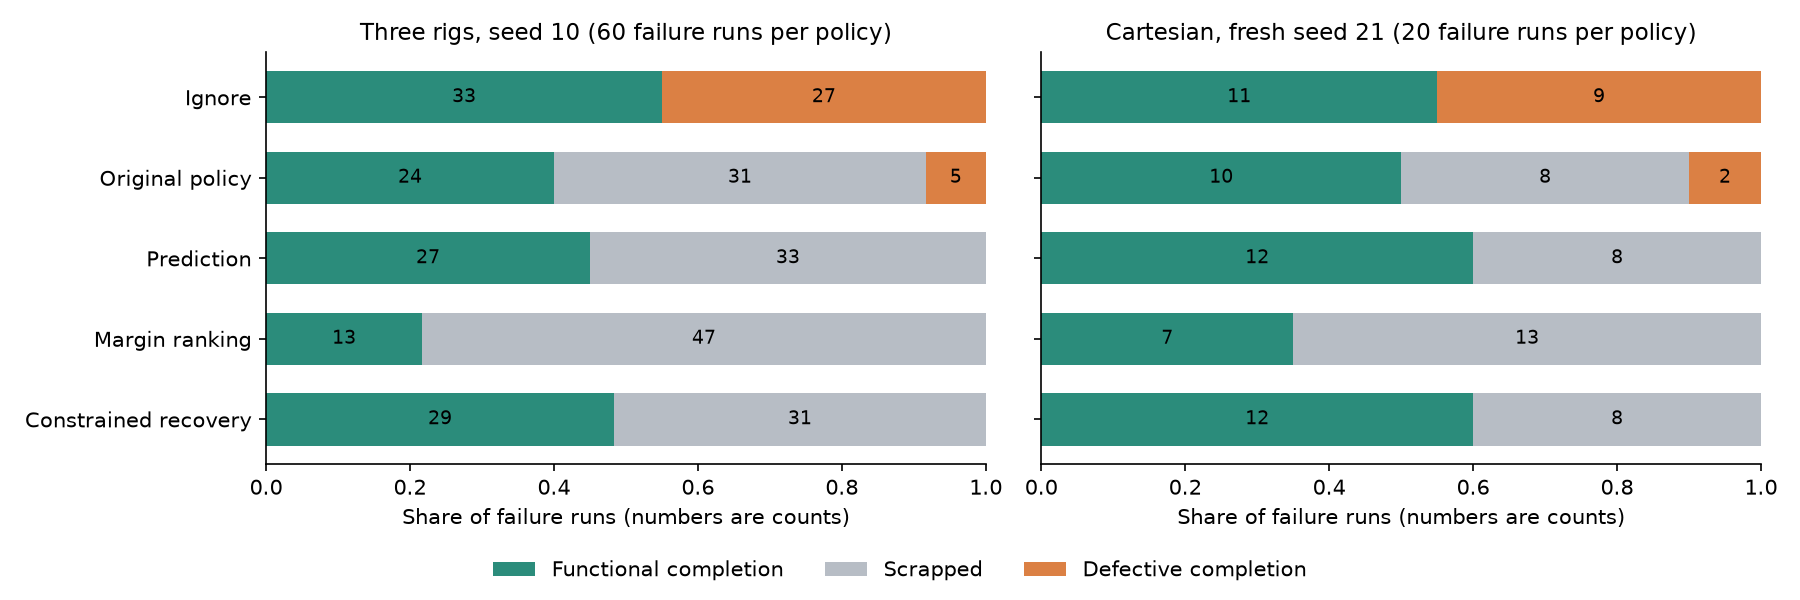 Three rigs, seed 10 (60 failure runs per policy)
Cartesian, fresh seed 21 (20 failure runs per policy)
Ignore
33
27
11
9
Original policy
24
31
5
10
8
2
Prediction
27
33
12
8
Margin ranking
13
47
7
13
Constrained recovery
29
31
12
8
0.0 0.2 0.4 0.6 0.8 1.0
0.0 0.2 0.4 0.6 0.8 1.0
Share of failure runs (numbers are counts)
Share of failure runs (numbers are counts)
Functional completion
Scrapped
Defective completion